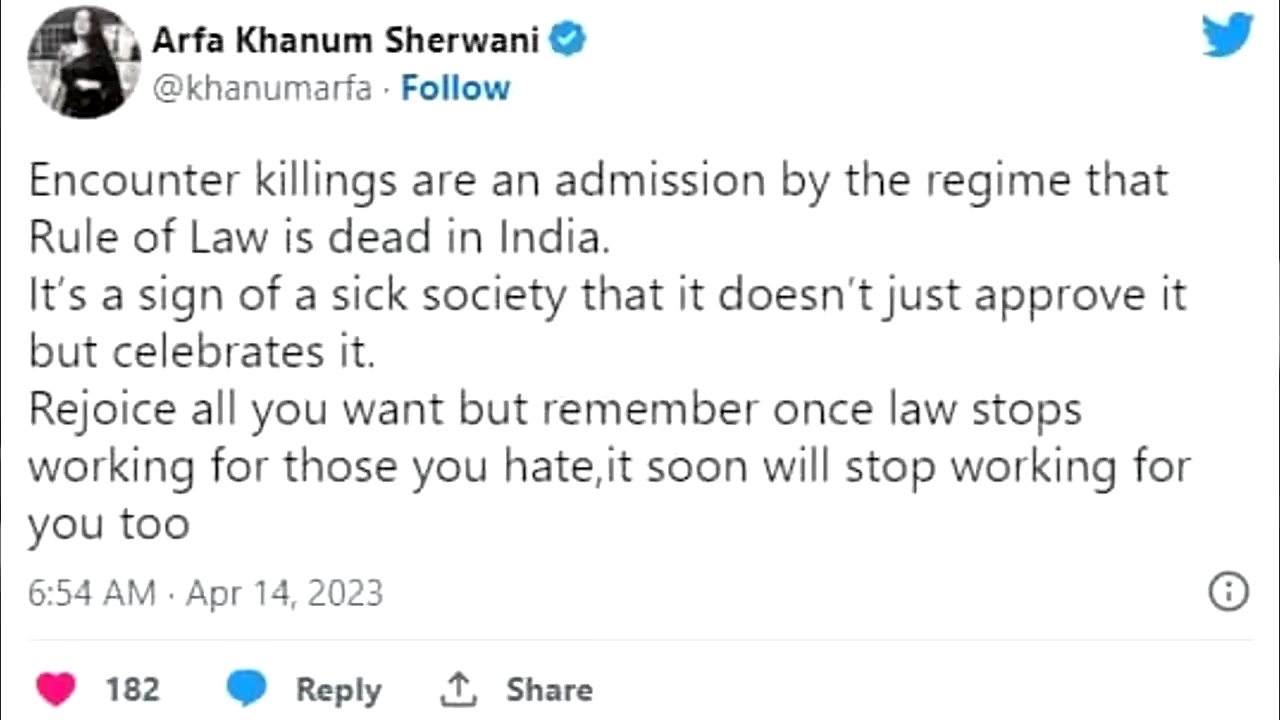 Arfa Khanum Sherwani
@khanumarfa · Follow
Encounter killings are an admission by the regime that
Rule of Law is dead in India.
It's a sign of a sick society that it doesn't just approve it
but celebrates it.
Rejoice all you want but remember once law stops
working for those you hate,it soon will stop working for
you too
6:54 AM · Apr 14, 2023
182 Reply Share